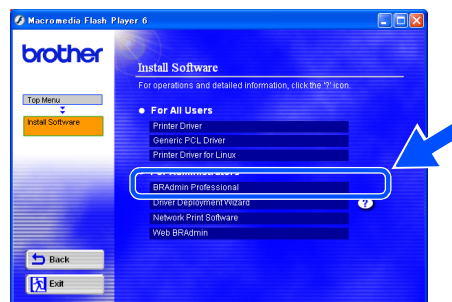 Macromedia Flash Player 6
brother
Install Software
For operations and detailed information, click the '?' icon.
Top Menu
Install Software
For All Users
Printer Driver
Generic PCL Driver
Printer Driver for Linux
For Administrators
BRAdmin Professional
Driver Deployment Wizard
?
Network Print Software
Web BRAdmin
Back
Exit